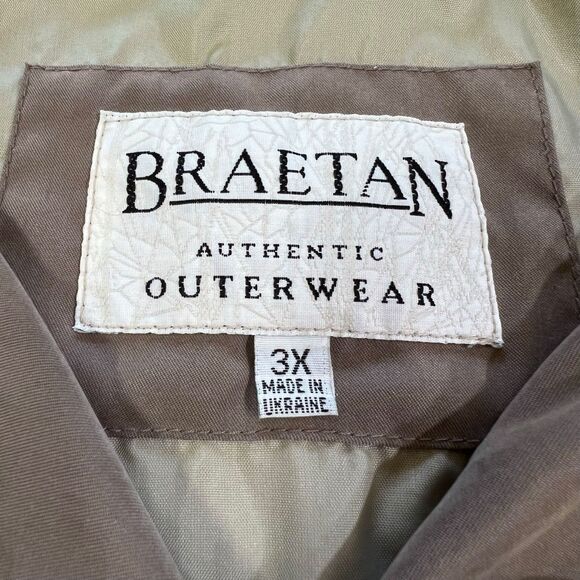 BRAETAN
AUTHENTIC
OUTERWEAR
3X
MADE IN
UKRAINE